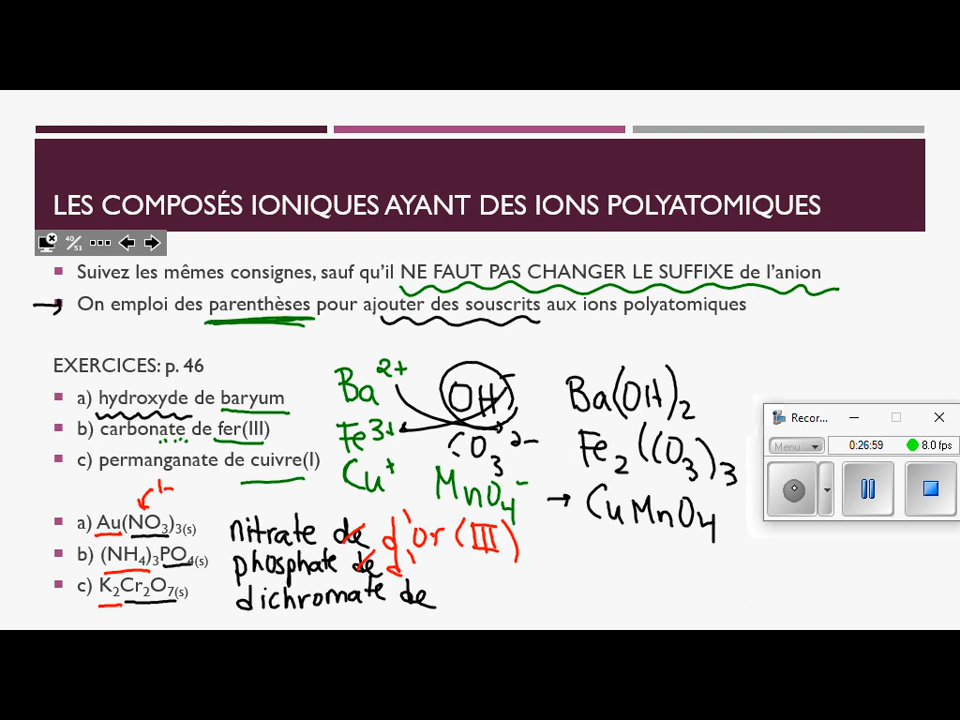 LES COMPOSÉS IONIQUES AYANT DES IONS POLYATOMIQUES
40/51
Suivez les mêmes consignes, sauf qu'il NE FAUT PAS CHANGER LE SUFFIXE de l'anion
On emploi des parenthèses pour ajouter des souscrits aux ions polyatomiques
EXERCICES: p. 46
a) hydroxyde de baryum
b) carbonate de fer(III)
c) permanganate de cuivre(I)
Ba2+ OH- Ba(OH)2
Fe3+ CO3 2- Fe2(CO3)3
Cu+ MnO4- → CuMnO4
1-
a) Au(NO3)3(s) nitrate de d'or (III)
b) (NH4)3PO4(s) phosphate de d'
c) K2Cr2O7(s) dichromate de
Recor...
Menu
0:26:59
8.0 fps